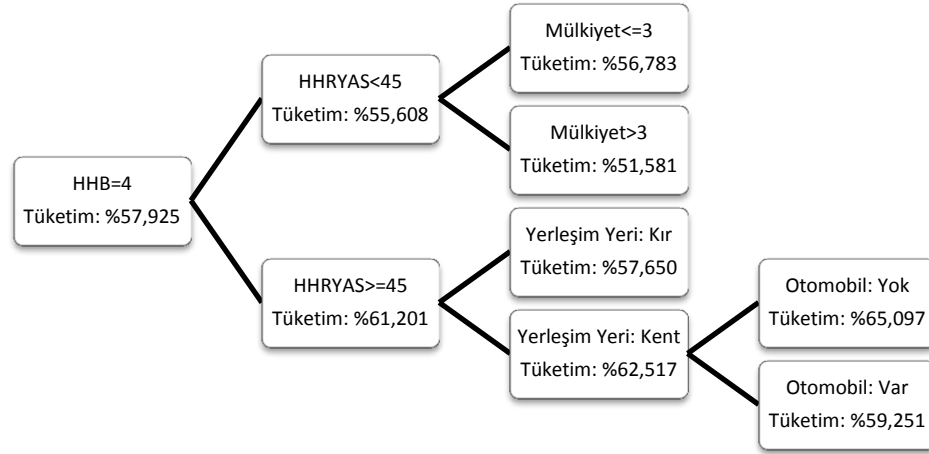 HHB=4
Tüketim: %57,925
HHRYAS<45
Tüketim: %55,608
Mülkiyet<=3
Tüketim: %56,783
Mülkiyet>3
Tüketim: %51,581
HHRYAS>=45
Tüketim: %61,201
Yerleşim Yeri: Kır
Tüketim: %57,650
Yerleşim Yeri: Kent
Tüketim: %62,517
Otomobil: Yok
Tüketim: %65,097
Otomobil: Var
Tüketim: %59,251